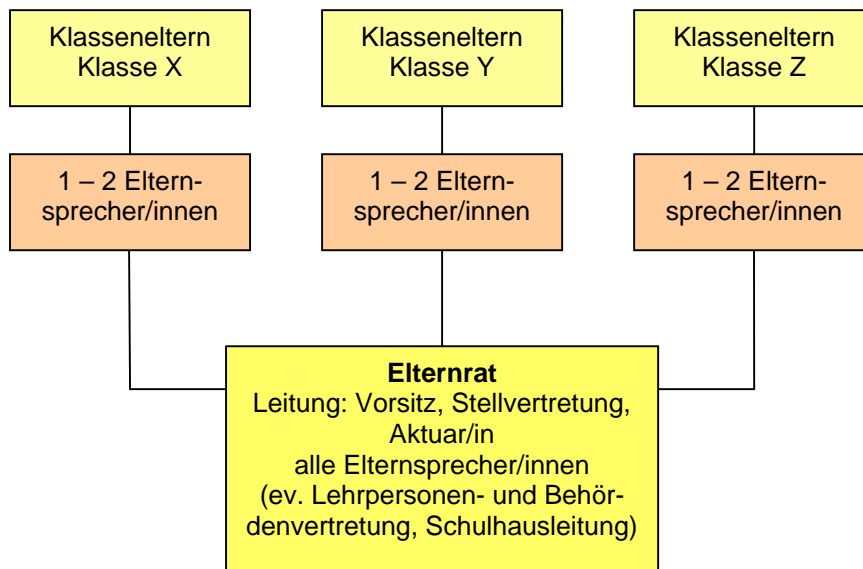 Klasseneltern
Klasse X
Klasseneltern
Klasse Y
Klasseneltern
Klasse Z
1 – 2 Eltern-
sprecher/innen
1 – 2 Eltern-
sprecher/innen
1 – 2 Eltern-
sprecher/innen
Elternrat
Leitung: Vorsitz, Stellvertretung,
Aktuar/in
alle Elternsprecher/innen
(ev. Lehrpersonen- und Behör-
denvertretung, Schulhausleitung)